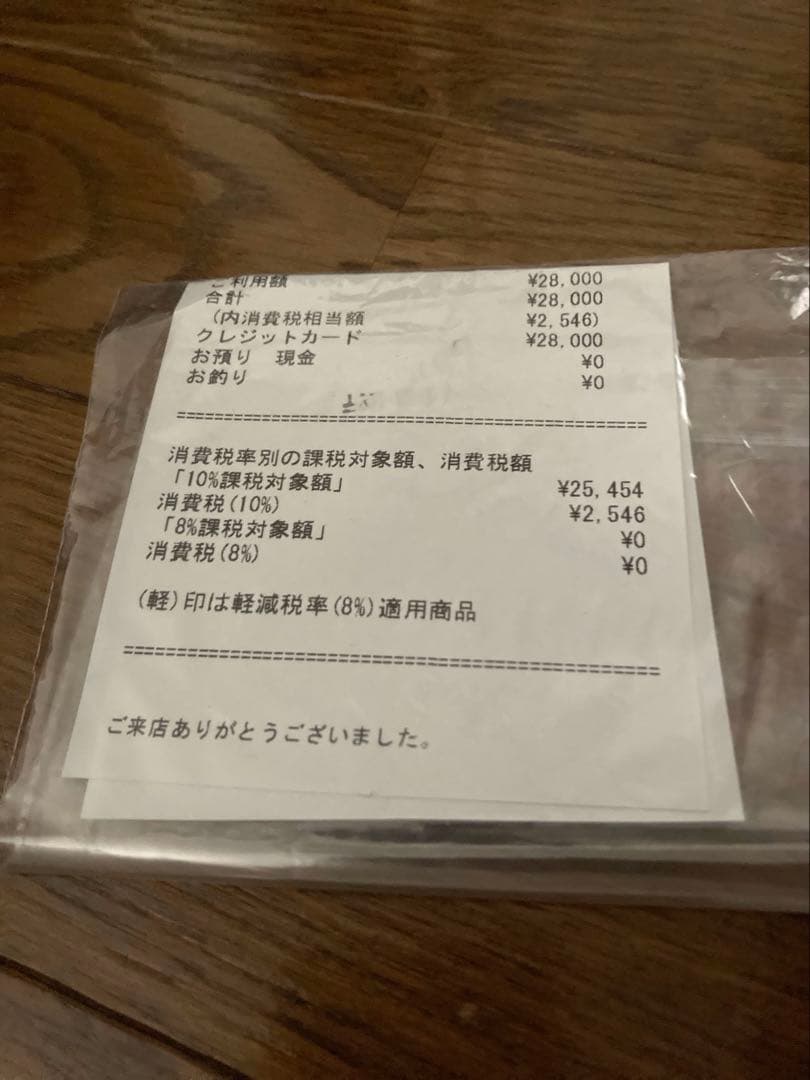 ご利用額 ¥28,000
合計 ¥28,000
(内消費税相当額 ¥2,546)
クレジットカード ¥28,000
お預り 現金 ¥0
お釣り ¥0
==============================================
消費税率別の課税対象額、消費税額
「10%課税対象額」 ¥25,454
消費税(10%) ¥2,546
「8%課税対象額」 ¥0
消費税(8%) ¥0
(軽)印は軽減税率(8%)適用商品
==============================================
ご来店ありがとうございました。